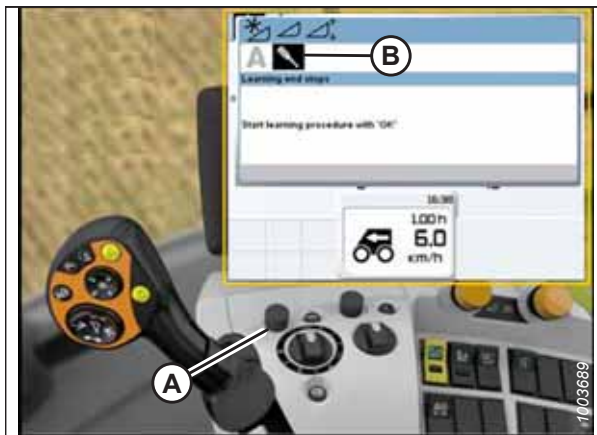 A
B
Learning end stops
Start learning procedure with 'OK'
16:30
1.00 h
6.0
km/h
A
1003689